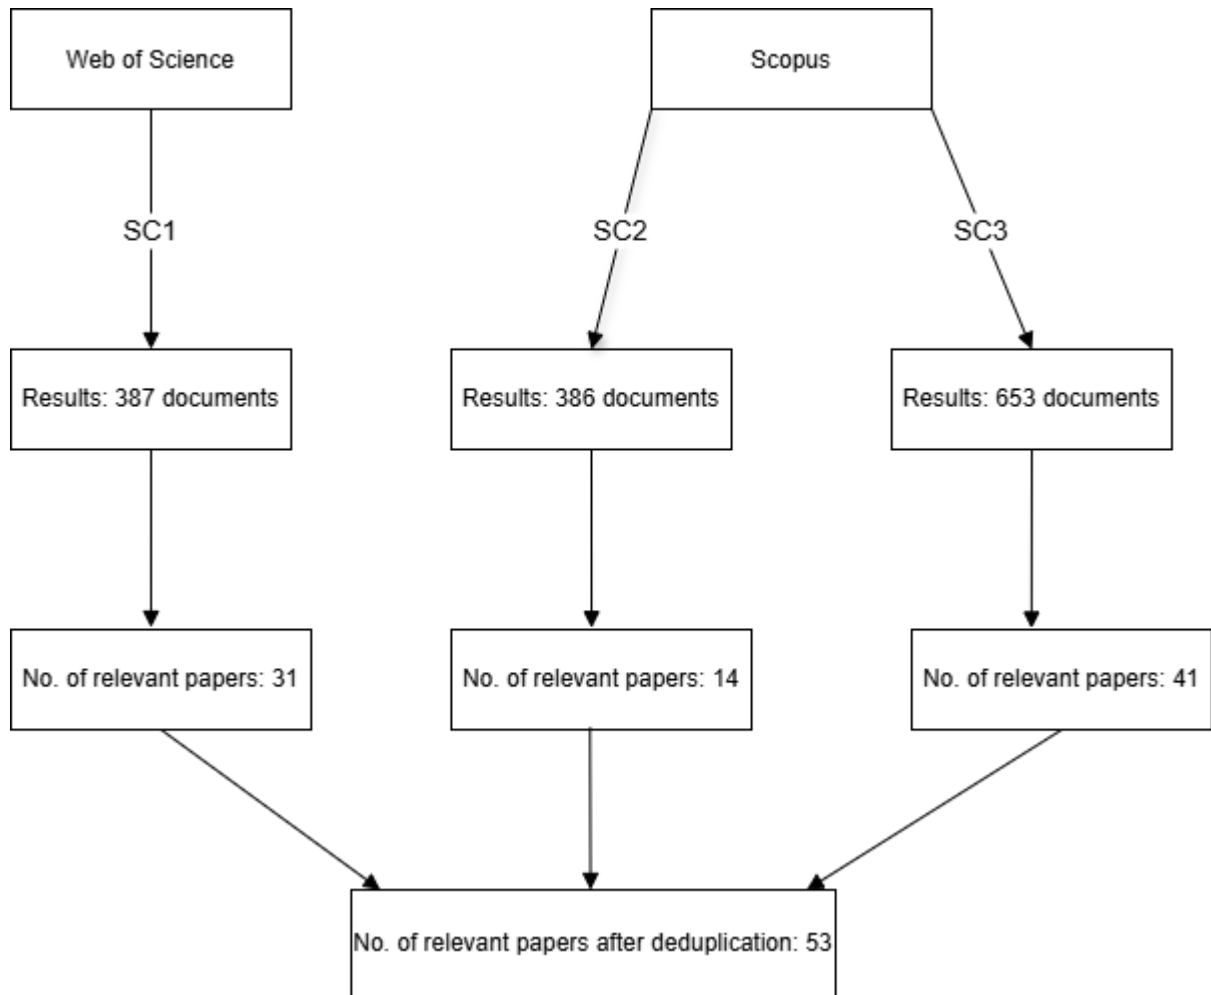 Web of Science
Scopus
SC1
SC2
SC3
Results: 387 documents
Results: 386 documents
Results: 653 documents
No. of relevant papers: 31
No. of relevant papers: 14
No. of relevant papers: 41
No. of relevant papers after deduplication: 53